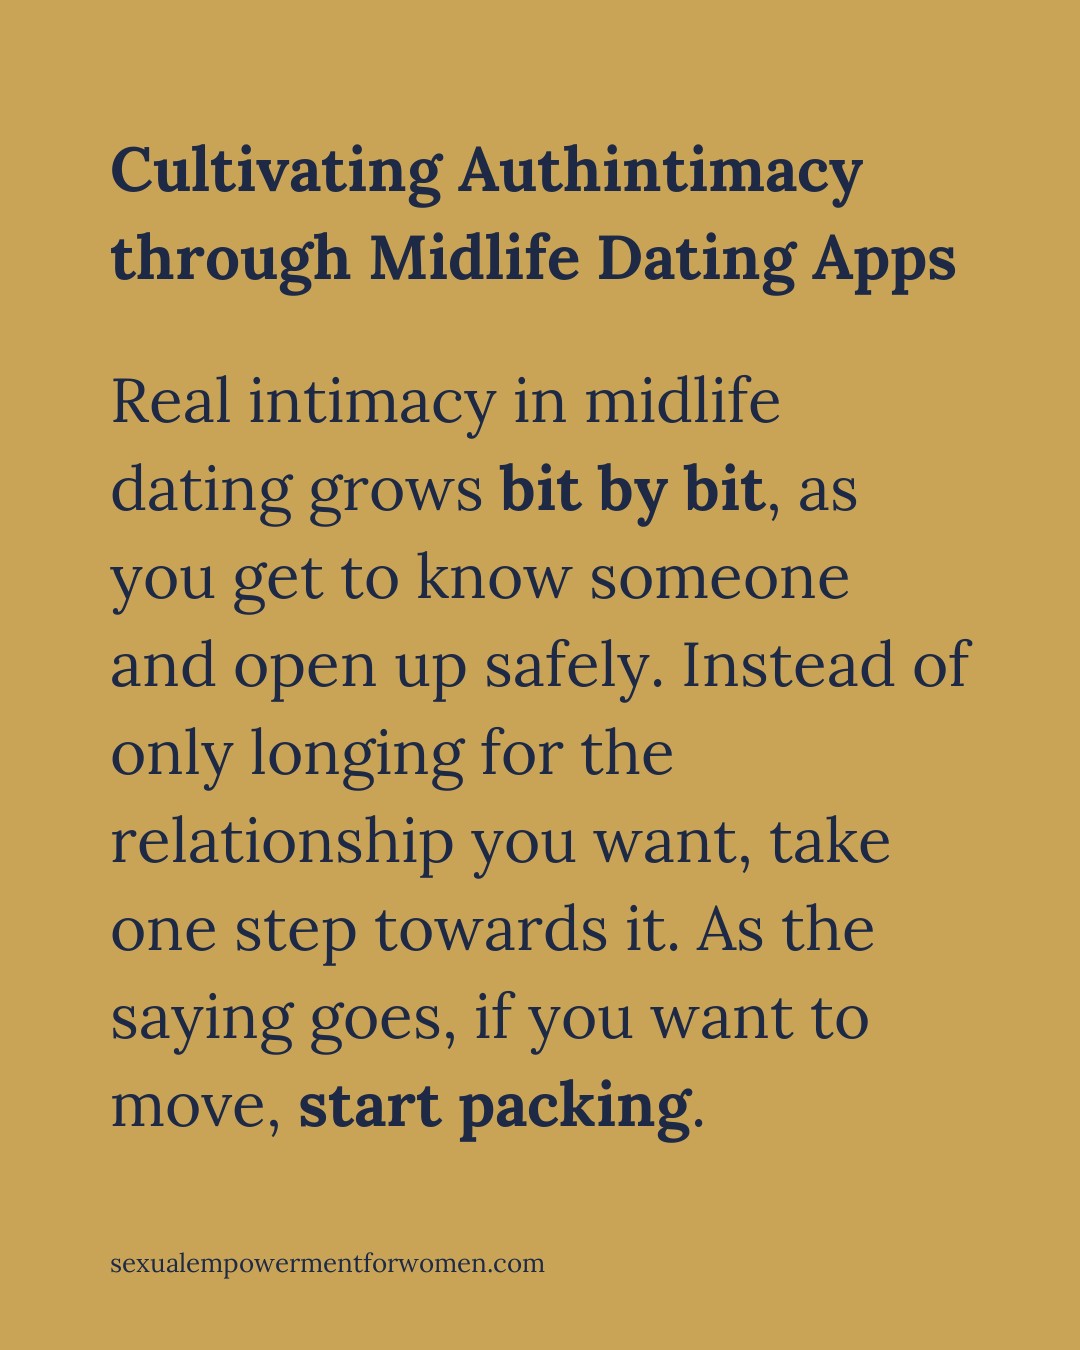 Cultivating Authintimacy
through Midlife Dating Apps
Real intimacy in midlife
dating grows bit by bit, as
you get to know someone
and open up safely. Instead of
only longing for the
relationship you want, take
one step towards it. As the
saying goes, if you want to
move, start packing.
sexualempowermentforwomen.com